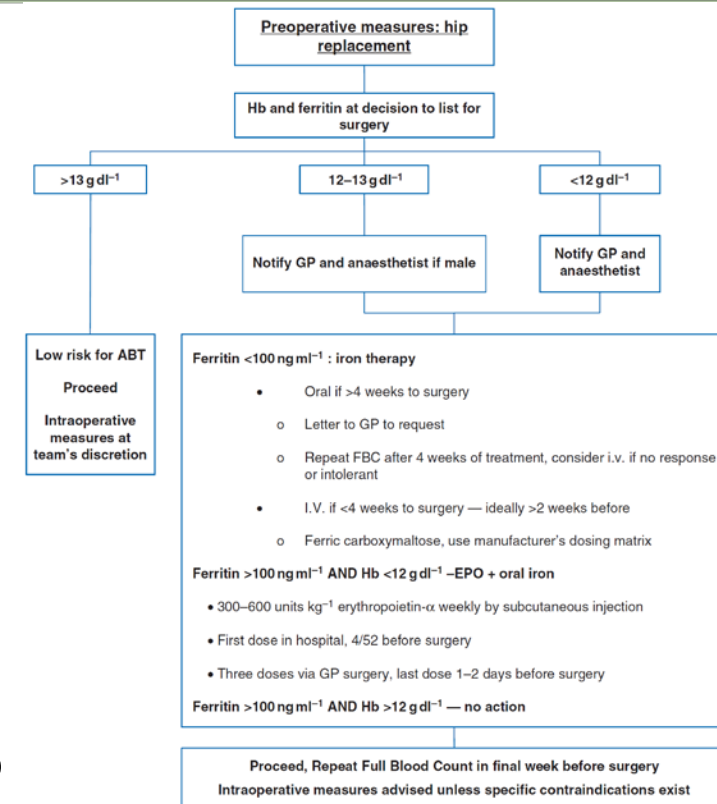 Preoperative measures: hip
replacement
Hb and ferritin at decision to list for
surgery
>13 g dl⁻¹
12–13 g dl⁻¹
<12 g dl⁻¹
Notify GP and anaesthetist if male
Notify GP and
anaesthetist
Low risk for ABT
Proceed
Intraoperative
measures at
team's discretion
Ferritin <100 ng ml⁻¹ : iron therapy
• Oral if >4 weeks to surgery
o Letter to GP to request
o Repeat FBC after 4 weeks of treatment, consider i.v. if no response
or intolerant
• I.V. if <4 weeks to surgery — ideally >2 weeks before
o Ferric carboxymaltose, use manufacturer's dosing matrix
Ferritin >100 ng ml⁻¹ AND Hb <12 g dl⁻¹ –EPO + oral iron
• 300–600 units kg⁻¹ erythropoietin-α weekly by subcutaneous injection
• First dose in hospital, 4/52 before surgery
• Three doses via GP surgery, last dose 1–2 days before surgery
Ferritin >100 ng ml⁻¹ AND Hb >12 g dl⁻¹ — no action
Proceed, Repeat Full Blood Count in final week before surgery
Intraoperative measures advised unless specific contraindications exist